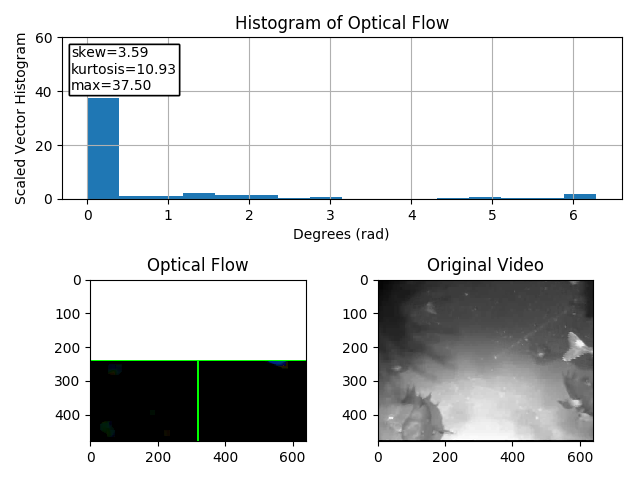 Histogram of Optical Flow
Scaled Vector Histogram
60
40
20
0
skew=3.59
kurtosis=10.93
max=37.50
0 1 2 3 4 5 6
Degrees (rad)
Optical Flow
0
100
200
300
400
0 200 400 600
Original Video
0
100
200
300
400
0 200 400 600